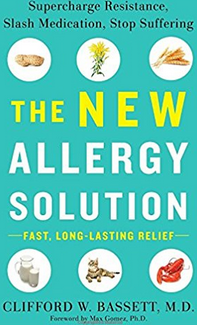 Supercharge Resistance,
Slash Medication, Stop Suffering
THE NEW
ALLERGY
SOLUTION
FAST, LONG-LASTING RELIEF
CLIFFORD W. BASSETT, M.D.
Foreword by Max Gomez, Ph.D.